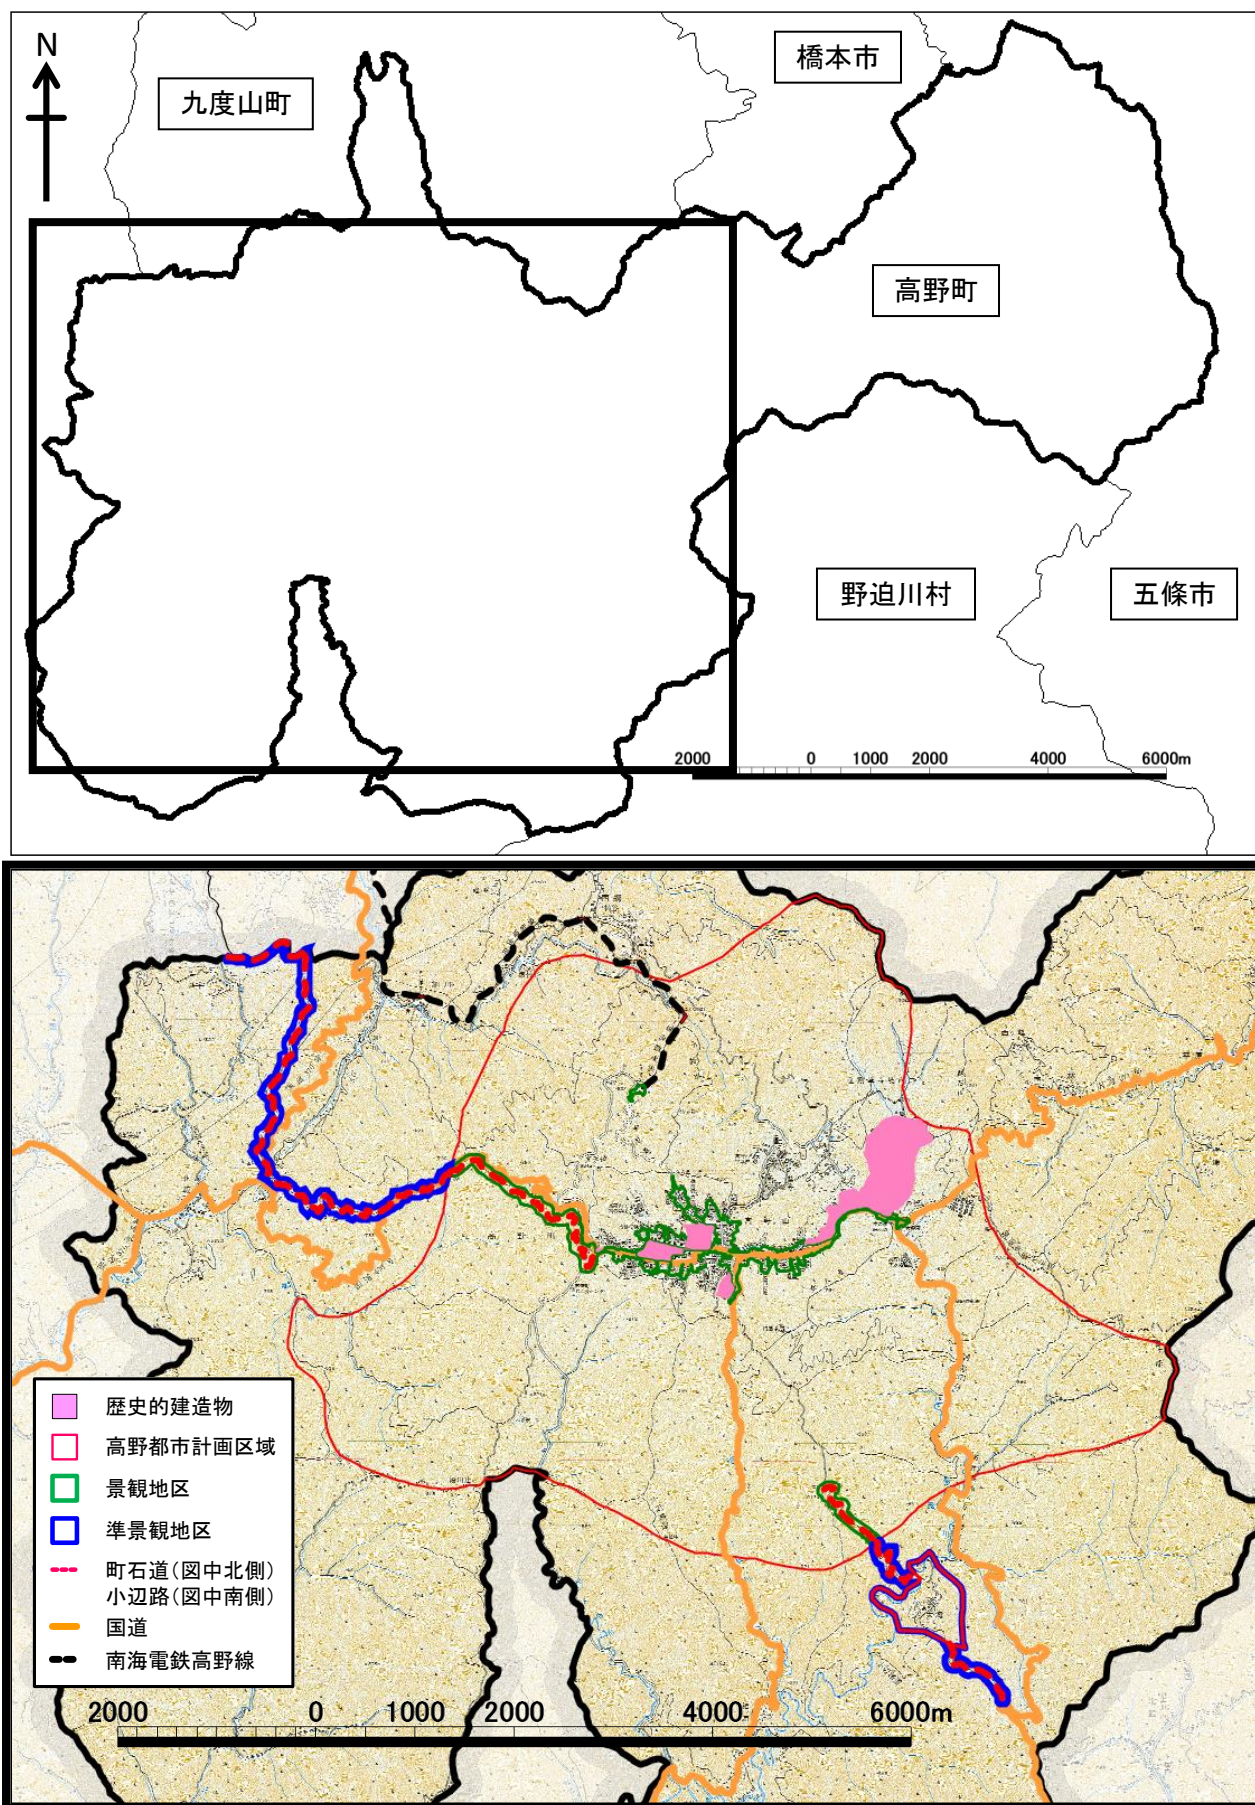 N
橋本市
九度山町
高野町
野迫川村
五條市
2000 0 1000 2000 4000 6000m
歴史的建造物
高野都市計画区域
景観地区
準景観地区
町石道(図中北側)
小辺路(図中南側)
国道
南海電鉄高野線
2000 0 1000 2000 4000 6000m